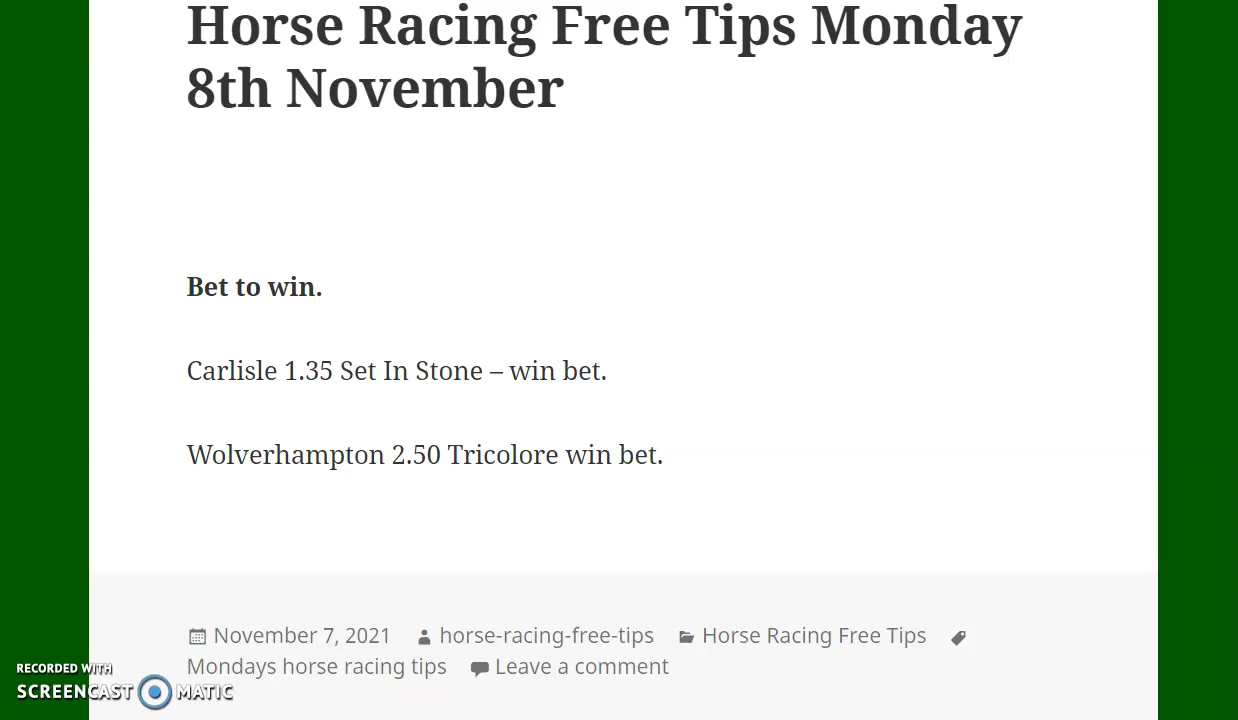 Horse Racing Free Tips Monday
8th November
Bet to win.
Carlisle 1.35 Set In Stone – win bet.
Wolverhampton 2.50 Tricolore win bet.
November 7, 2021 horse-racing-free-tips Horse Racing Free Tips
Mondays horse racing tips Leave a comment
RECORDED WITH
SCREENCAST MATIC